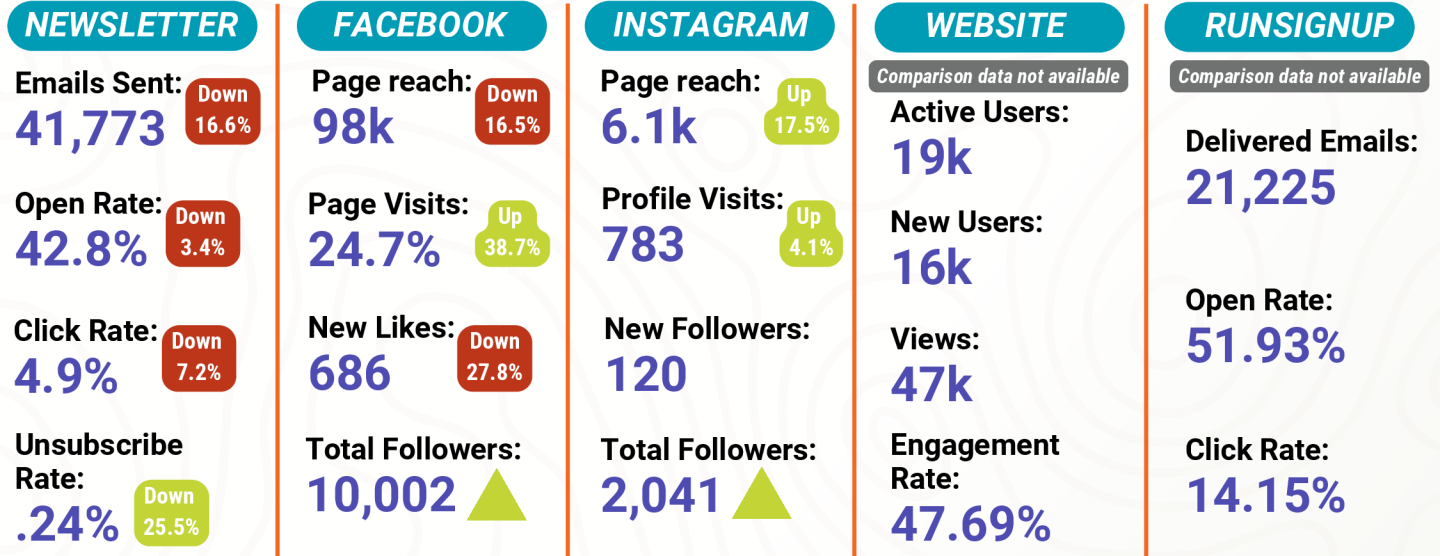 NEWSLETTER
Emails Sent:
41,773
Down
16.6%
Open Rate:
42.8%
Down
3.4%
Click Rate:
4.9%
Down
7.2%
Unsubscribe
Rate:
.24%
Down
25.5%
FACEBOOK
Page reach:
98k
Down
16.5%
Page Visits:
24.7%
Up
38.7%
New Likes:
686
Down
27.8%
Total Followers:
10,002
INSTAGRAM
Page reach:
6.1k
Up
17.5%
Profile Visits:
783
Up
4.1%
New Followers:
120
Total Followers:
2,041
WEBSITE
Comparison data not available
Active Users:
19k
New Users:
16k
Views:
47k
Engagement
Rate:
47.69%
RUNSIGNUP
Comparison data not available
Delivered Emails:
21,225
Open Rate:
51.93%
Click Rate:
14.15%